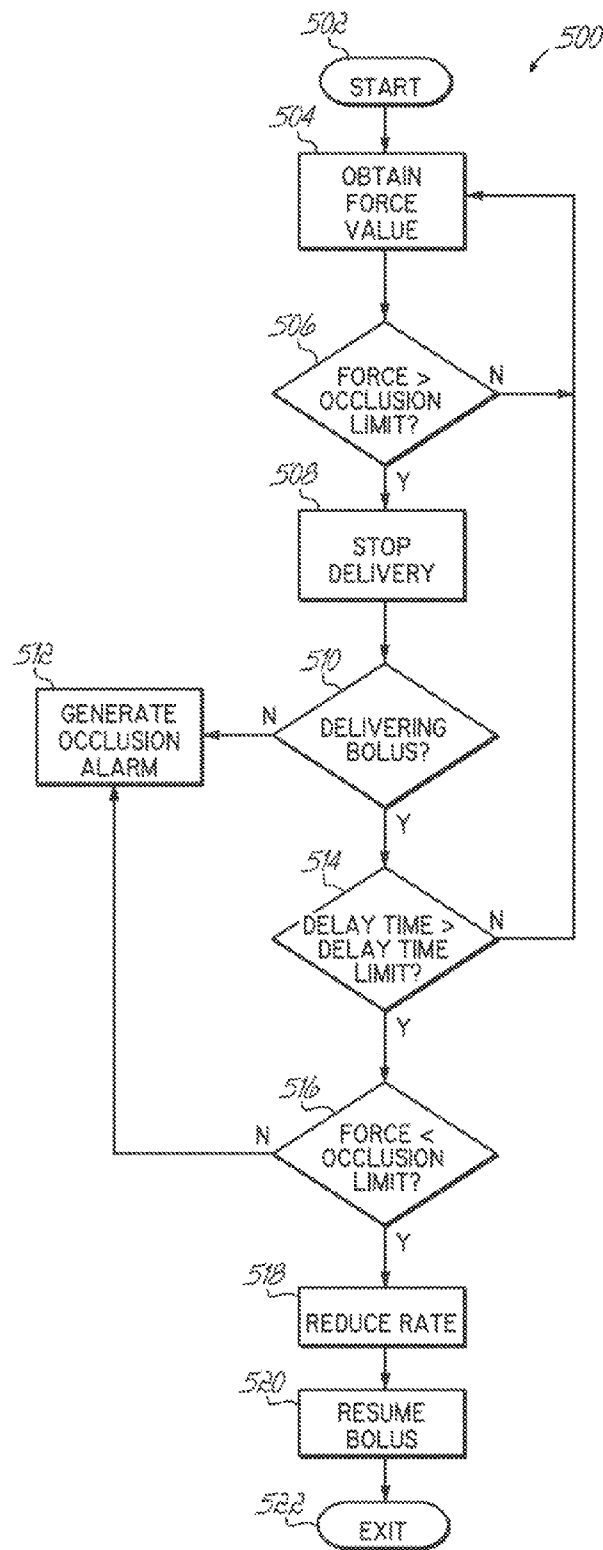 502
500
START
504
OBTAIN
FORCE
VALUE
506
FORCE >
OCCLUSION
LIMIT?
N
Y
508
STOP
DELIVERY
510
DELIVERING
BOLUS?
N
Y
512
GENERATE
OCCLUSION
ALARM
514
DELAY TIME >
DELAY TIME
LIMIT?
N
Y
516
FORCE <
OCCLUSION
LIMIT?
N
Y
518
REDUCE RATE
520
RESUME
BOLUS
522
EXIT